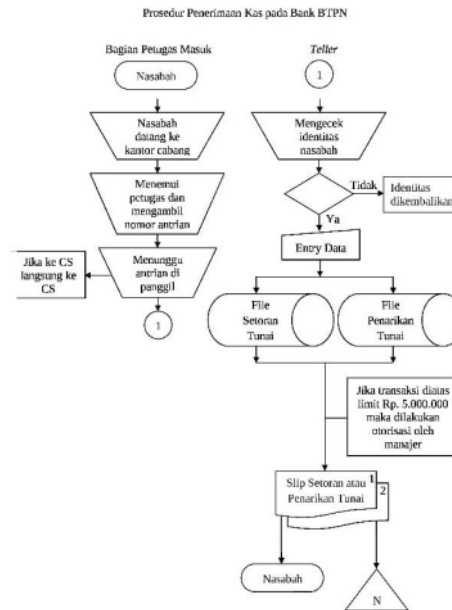 Prosedur Penerimaan Kas pada Bank BTPN
Bagian Petugas Masuk
Nasabah
Nasabah
datang ke
kantor cabang
Menemui
petugas dan
mengambil
nomor antrian
Menunggu
antrian di
panggil
Jika ke CS
langsung ke
CS
1
Teller
1
Mengecek
identitas
nasabah
Tidak
Identitas
dikembalikan
Ya
Entry Data
File
Setoran
Tunai
File
Penarikan
Tunai
Jika transaksi diatas
limit Rp. 5.000.000
maka dilakukan
otorisasi oleh
manajer
Slip Setoran atau
Penarikan Tunai
1
2
Nasabah
N